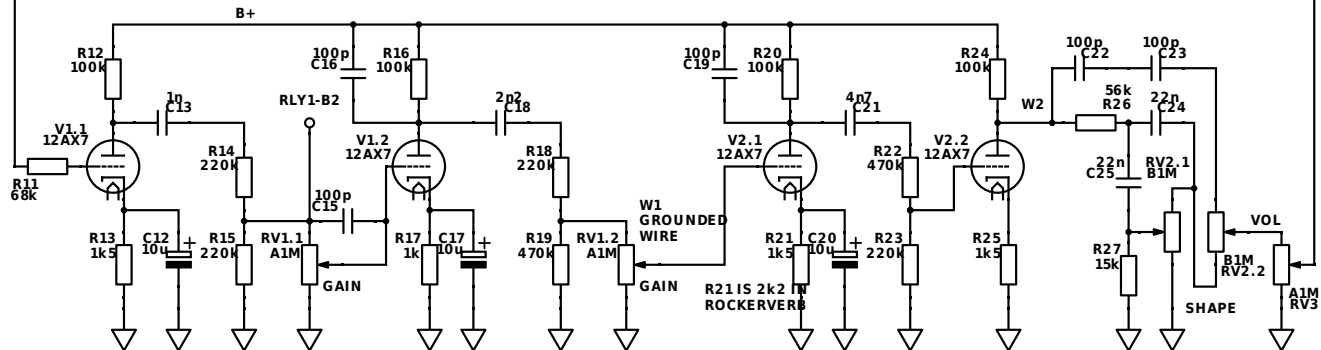 B+
R12
100k
100p
C16
R16
100k
100p
C19
R20
100k
R24
100k
100p
C22
100p
C23
1n
C13
RLY1-B2
2n2
C18
4n7
C21
W2
56k
R26
22n
C24
V1.1
12AX7
V1.2
12AX7
V2.1
12AX7
V2.2
12AX7
R11
68k
R14
220k
R18
220k
R22
470k
22n
C25
RV2.1
B1M
100p
C15
W1
GROUNDED
WIRE
VOL
R13
1k5
C12
10u
+
R15
220k
RV1.1
A1M
GAIN
R17
1k
C17
10u
+
R19
470k
RV1.2
A1M
GAIN
R21
1k5
C20
10u
+
R21 IS 2k2 IN
ROCKERVERB
R23
220k
R25
1k5
R27
15k
B1M
RV2.2
SHAPE
A1M
RV3